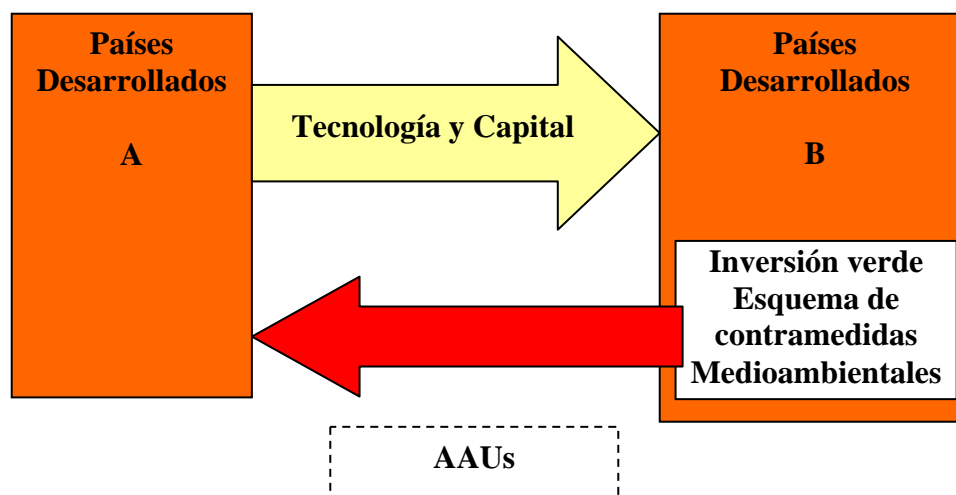 Países
Desarrollados
A
Tecnología y Capital
Países
Desarrollados
B
Inversión verde
Esquema de
contramedidas
Medioambientales
AAUs